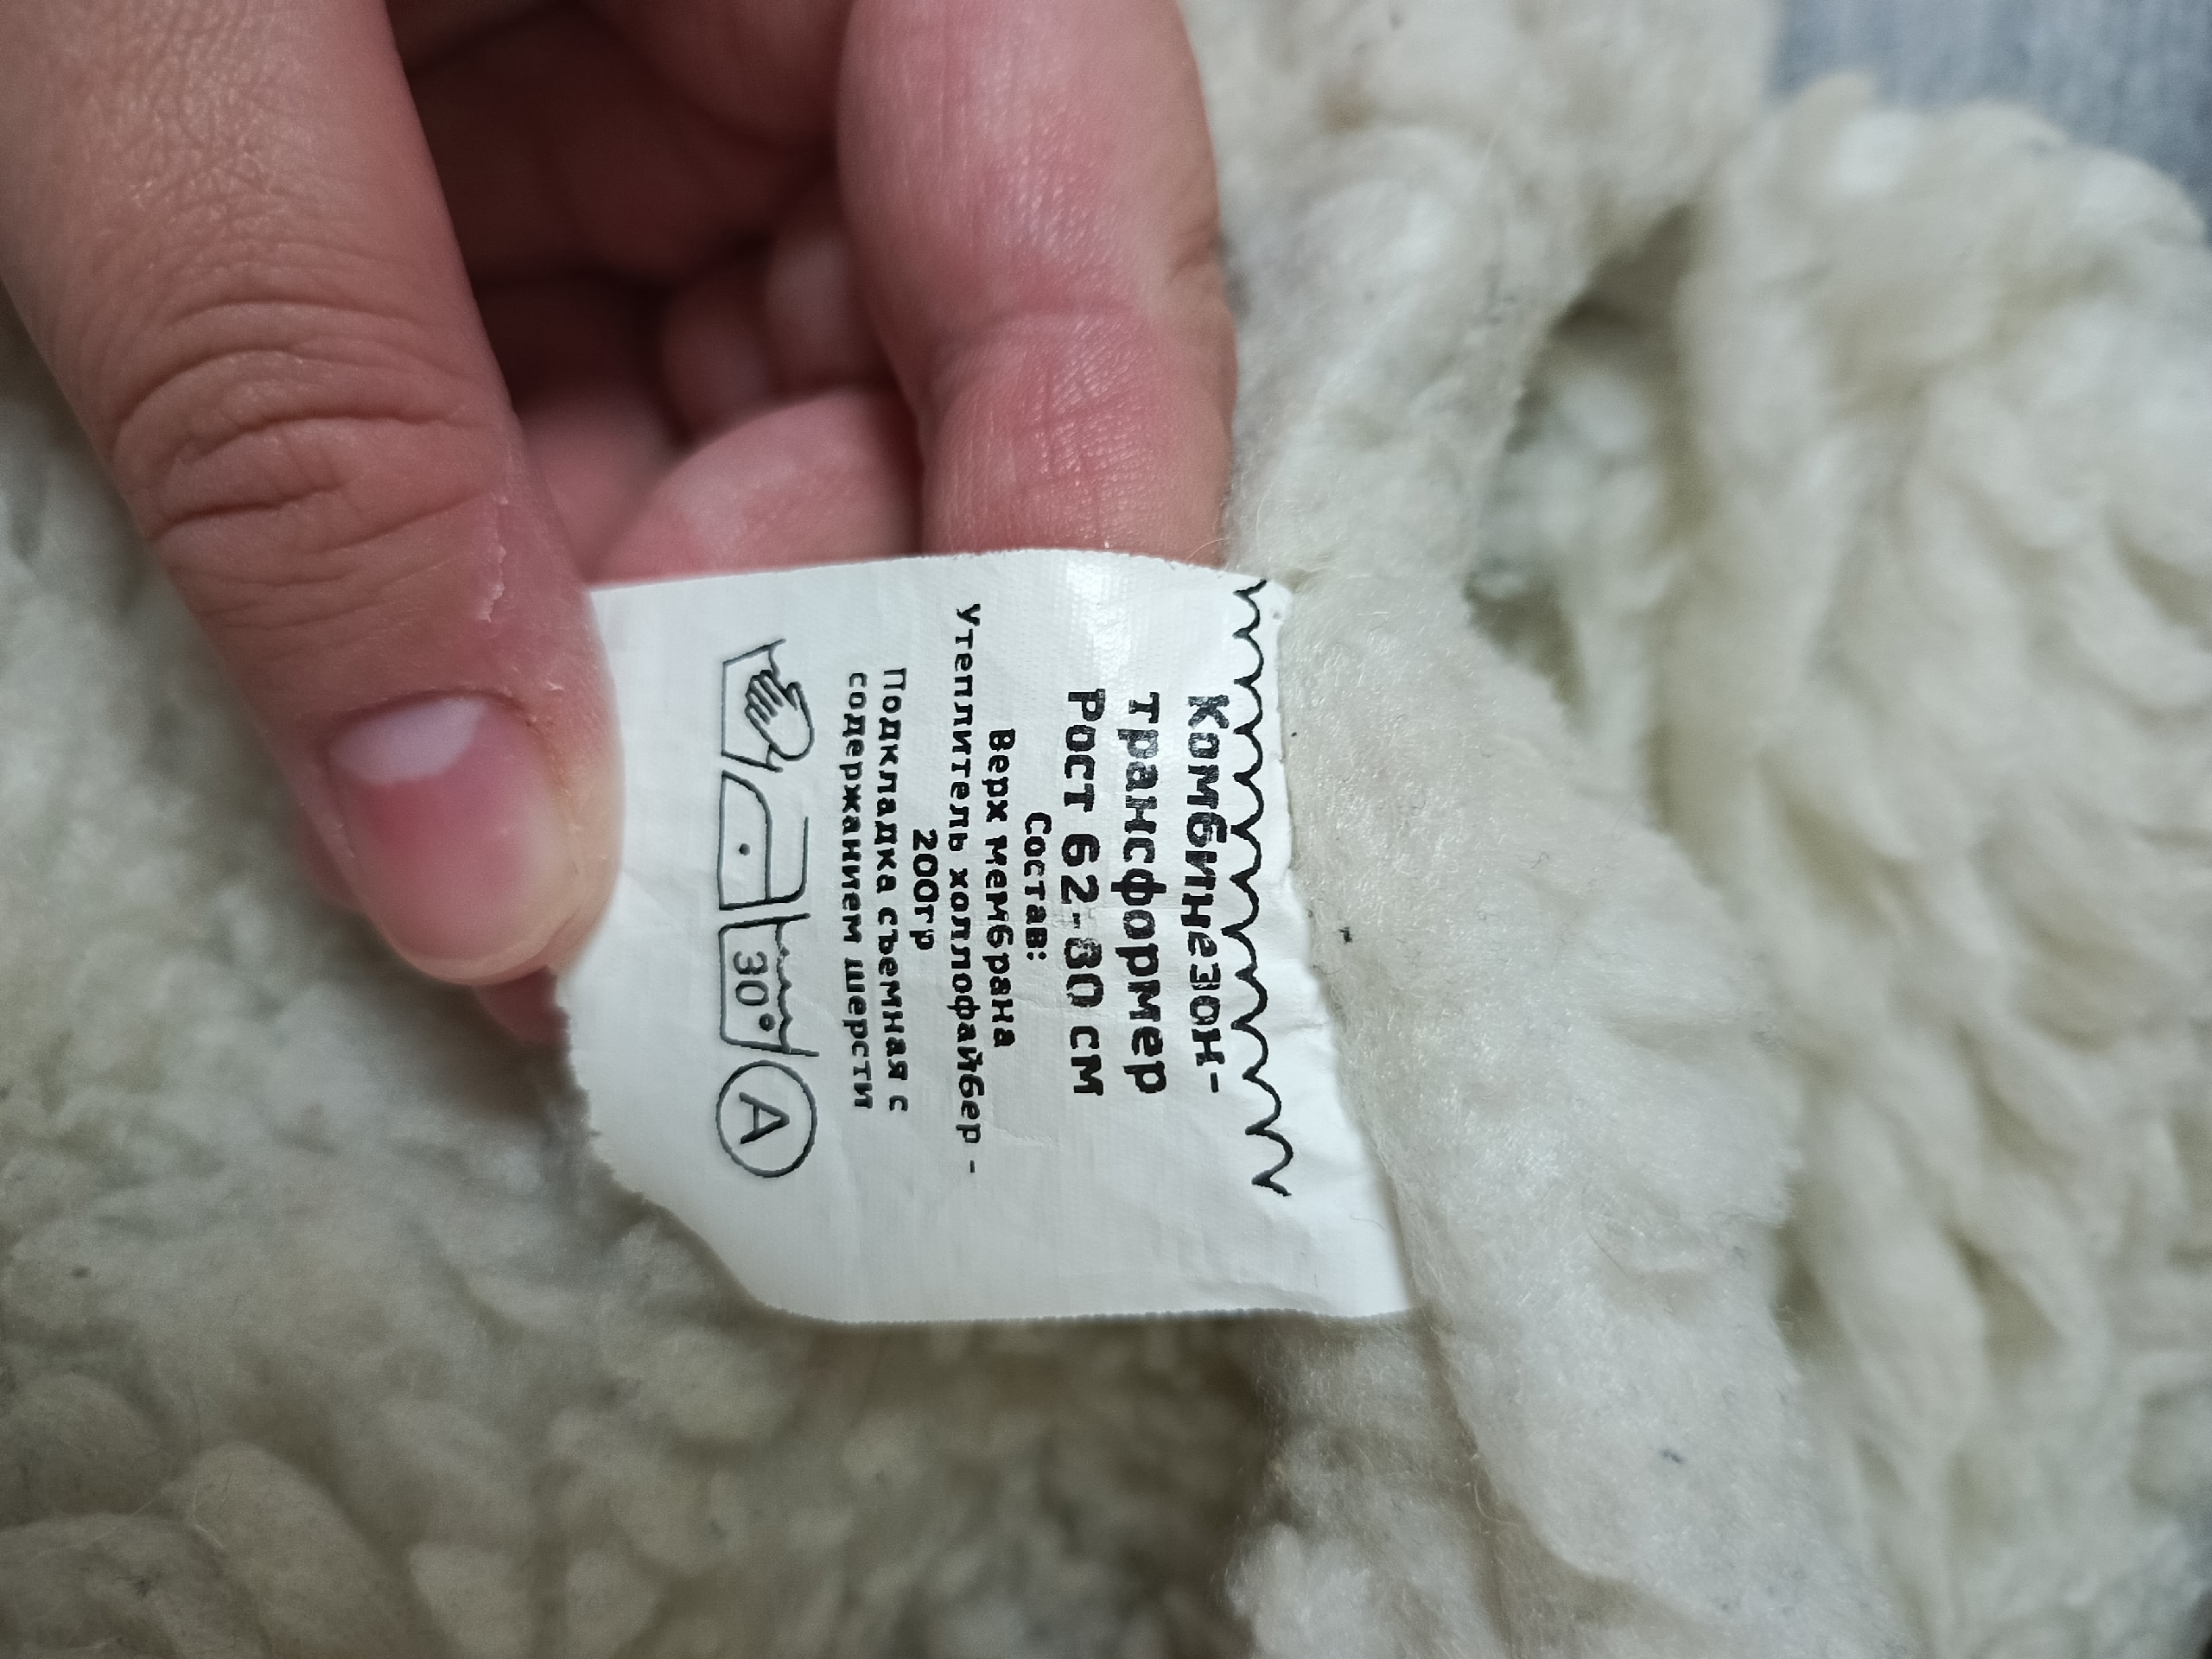 Комбинезон-
трансформер
Рост 62-80 см
Состав:
Верх мембрана
Утеплитель холлофайбер -
200гр
Подкладка съемная с
содержанием шерсти
30°
A